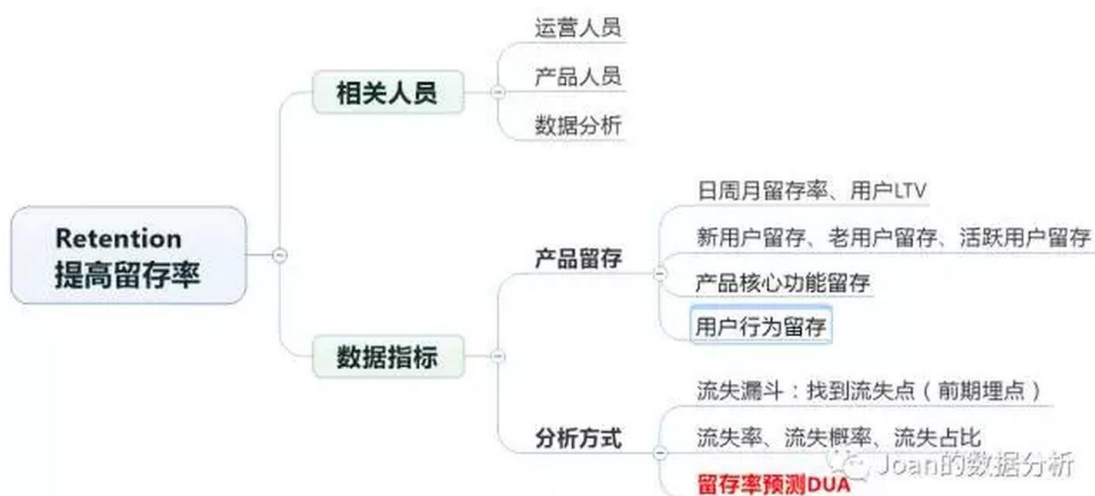 Retention
提高留存率
相关人员
运营人员
产品人员
数据分析
数据指标
产品留存
日周月留存率、用户LTV
新用户留存、老用户留存、活跃用户留存
产品核心功能留存
用户行为留存
分析方式
流失漏斗：找到流失点（前期埋点）
流失率、流失概率、流失占比
留存率预测DUA
Joan的数据分析